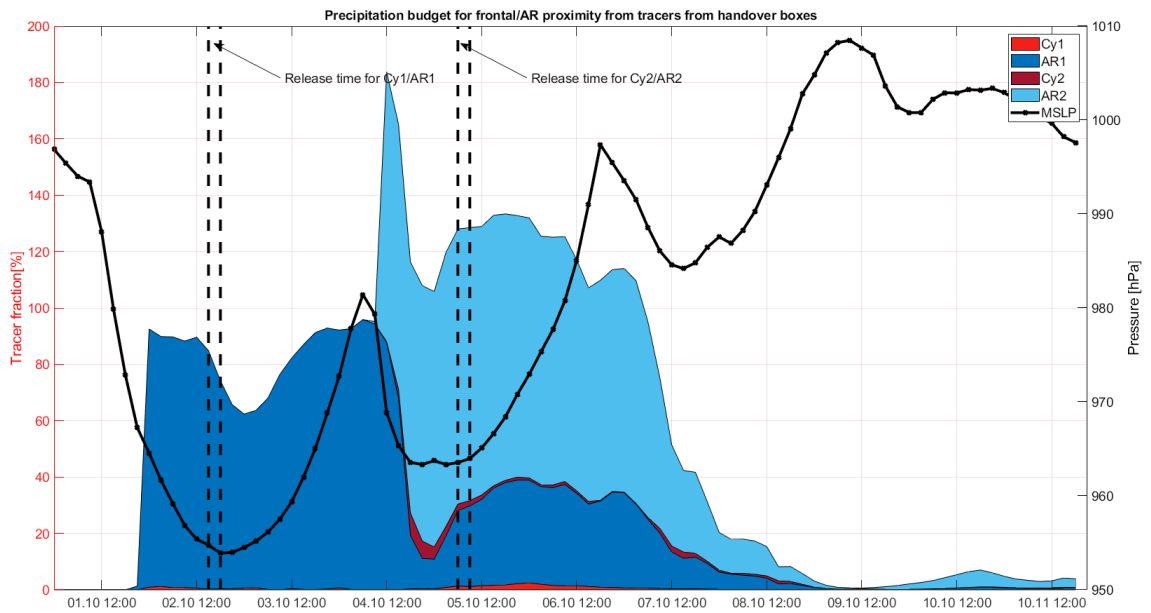 Precipitation budget for frontal/AR proximity from tracers from handover boxes
200
180
160
140
120
100
80
60
40
20
0
Tracer fraction[%]
Release time for Cy1/AR1
Release time for Cy2/AR2
Cy1
AR1
Cy2
AR2
MSLP
1010
1000
990
980
970
960
950
Pressure [hPa]
01.10 12:00 02.10 12:00 03.10 12:00 04.10 12:00 05.10 12:00 06.10 12:00 07.10 12:00 08.10 12:00 09.10 12:00 10.10 12:00 10.11 12:00